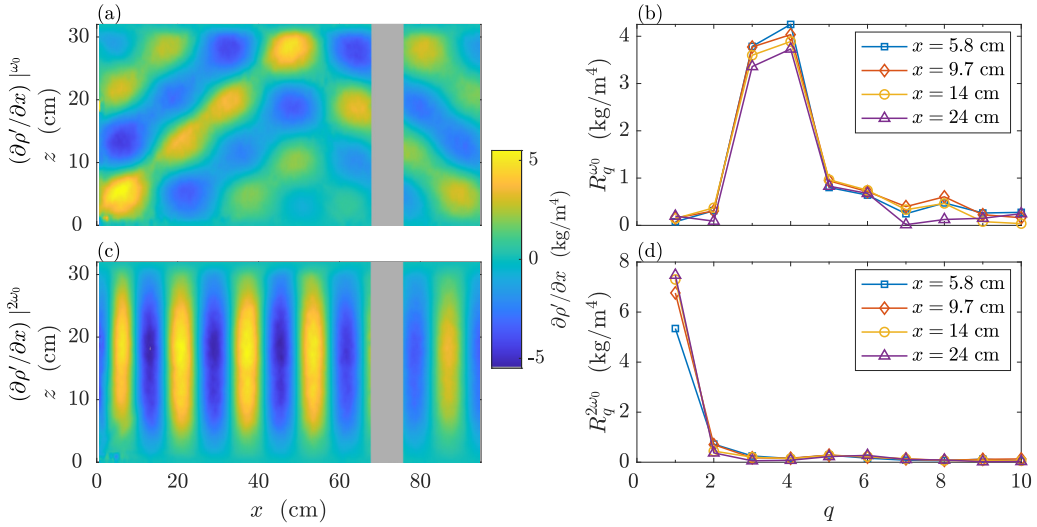 (a)
(∂ρ′/∂x) |^{ω₀}
z (cm)
30
20
10
0
(b)
R_q^{ω₀} (kg/m⁴)
4
3
2
1
0
x = 5.8 cm
x = 9.7 cm
x = 14 cm
x = 24 cm
5
0
-5
∂ρ′/∂x (kg/m⁴)
(c)
(∂ρ′/∂x) |^{2ω₀}
z (cm)
30
20
10
0
0 20 40 60 80
x (cm)
(d)
R_q^{2ω₀} (kg/m⁴)
8
6
4
2
0
x = 5.8 cm
x = 9.7 cm
x = 14 cm
x = 24 cm
0 2 4 6 8 10
q